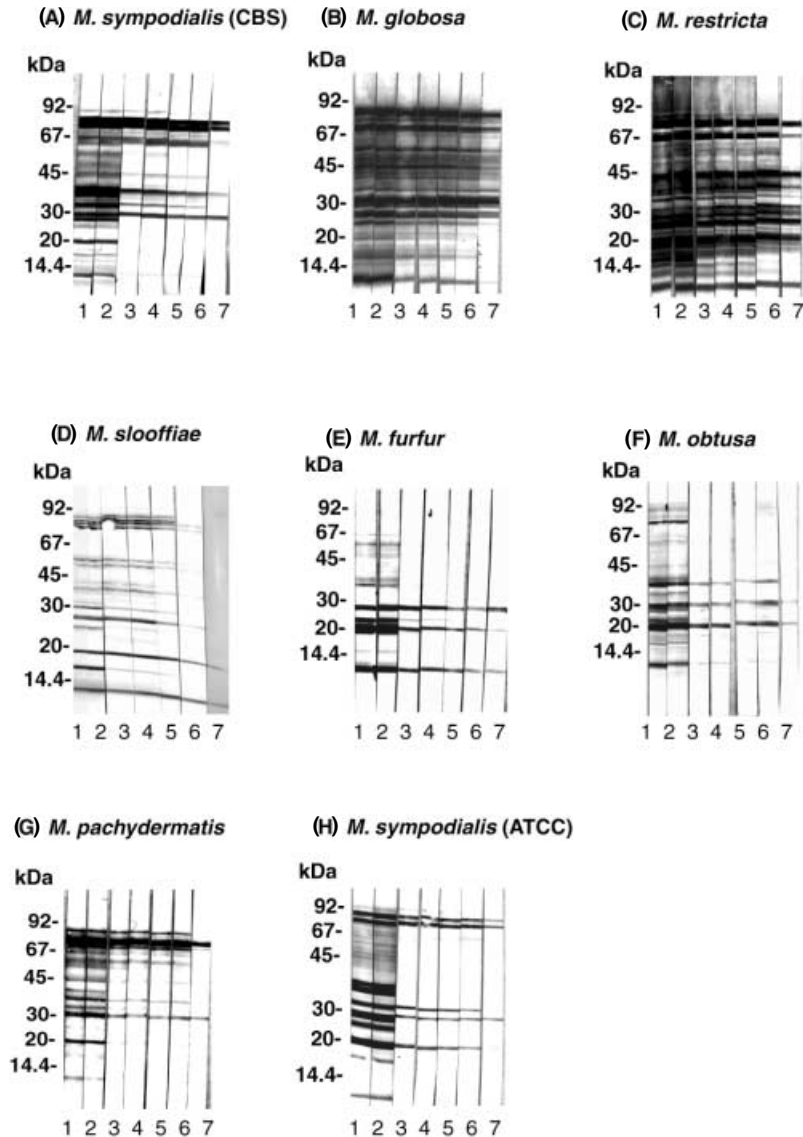 (A) M. sympodialis (CBS)
kDa
92-
67-
45-
30-
20-
14.4-
1 2 3 4 5 6 7
(B) M. globosa
kDa
92-
67-
45-
30-
20-
14.4-
1 2 3 4 5 6 7
(C) M. restricta
kDa
92-
67-
45-
30-
20-
14.4-
1 2 3 4 5 6 7
(D) M. slooffiae
kDa
92-
67-
45-
30-
20-
14.4-
1 2 3 4 5 6 7
(E) M. furfur
kDa
92-
67-
45-
30-
20-
14.4-
1 2 3 4 5 6 7
(F) M. obtusa
kDa
92-
67-
45-
30-
20-
14.4-
1 2 3 4 5 6 7
(G) M. pachydermatis
kDa
92-
67-
45-
30-
20-
14.4-
1 2 3 4 5 6 7
(H) M. sympodialis (ATCC)
kDa
92-
67-
45-
30-
20-
14.4-
1 2 3 4 5 6 7